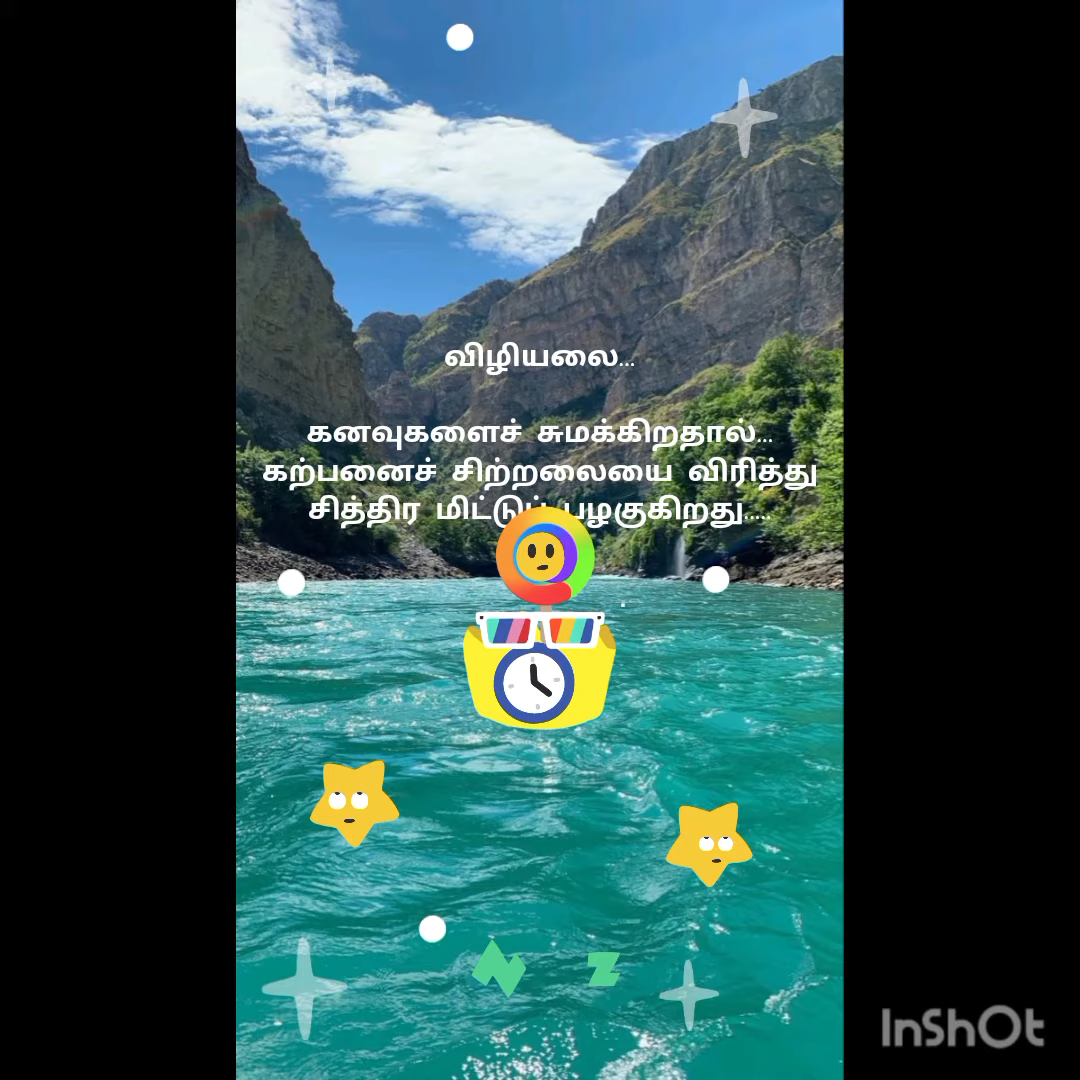 விழியலை...
கனவுகளைச் சுமக்கிறதால்...
கற்பனைச் சிற்றலையை விரித்து
சித்திர மிட்டுப் பழகுகிறது.....
InShOt